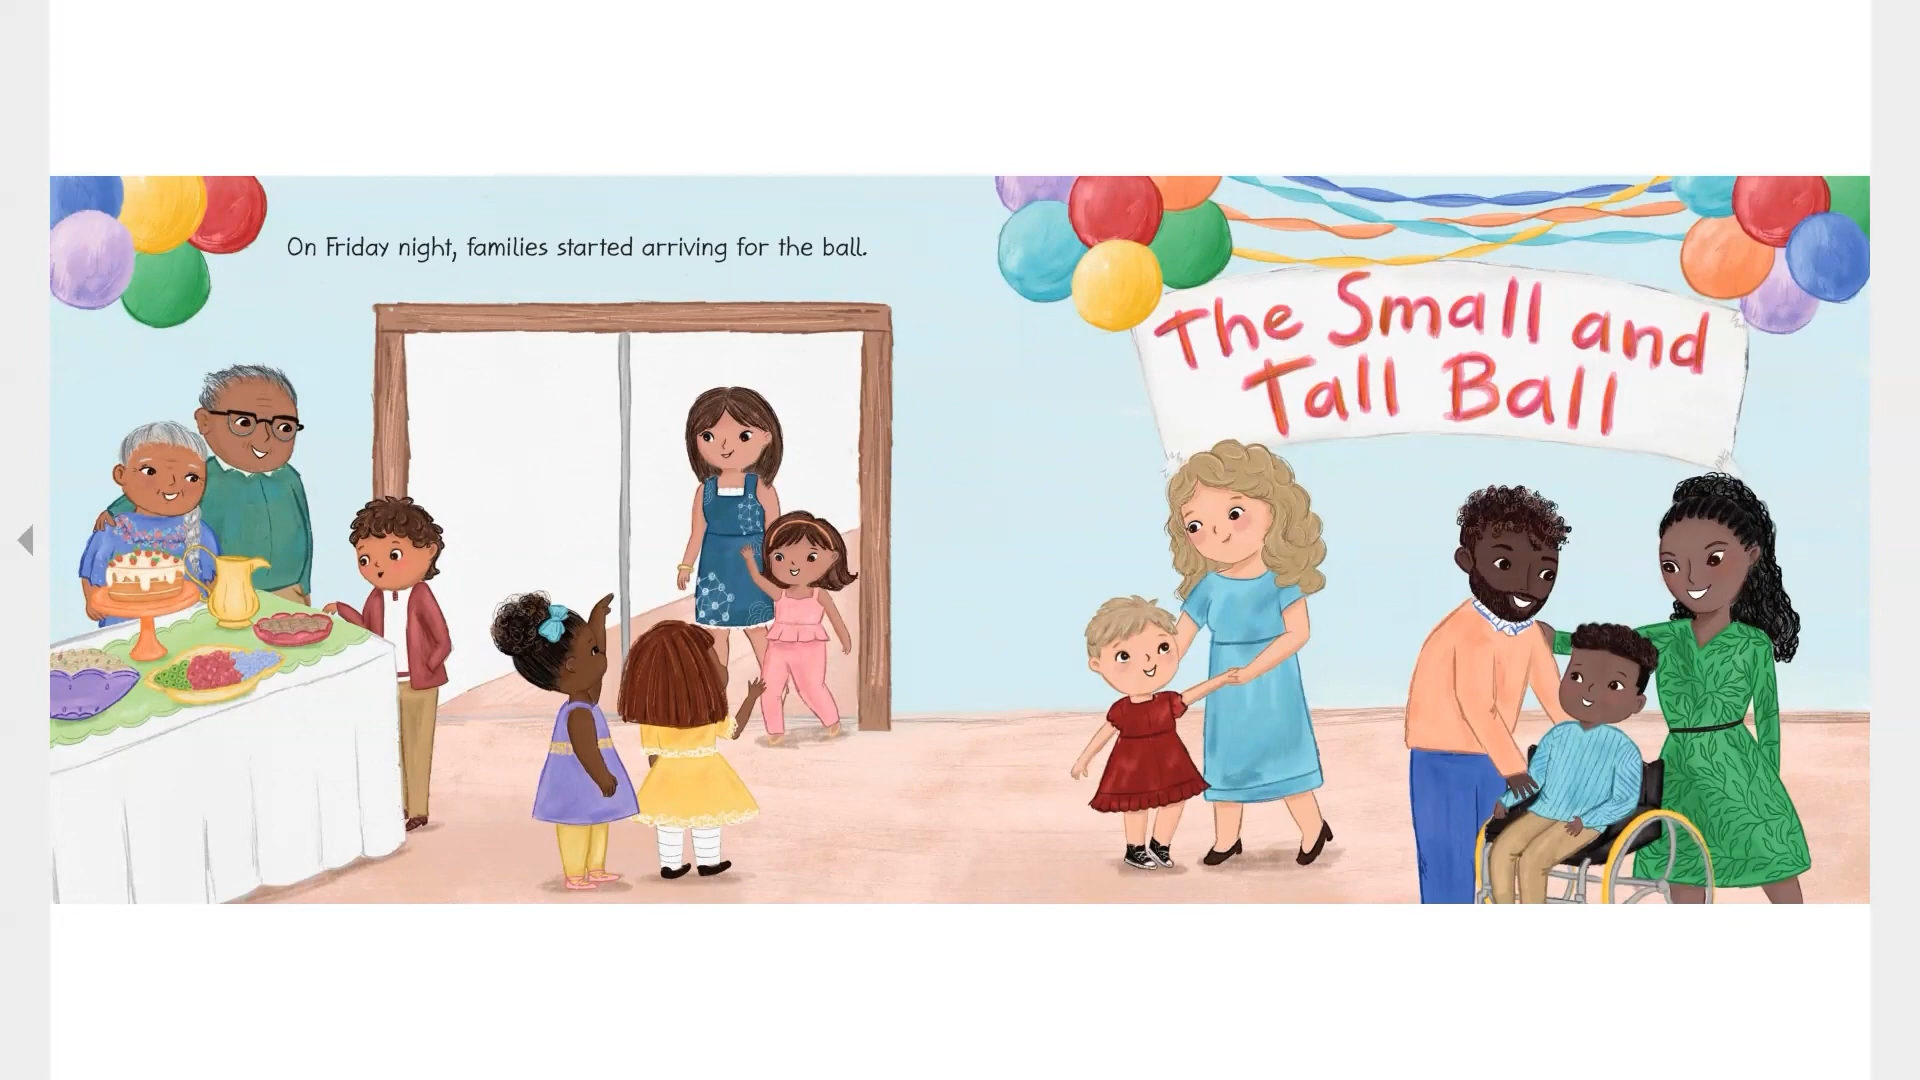 On Friday night, families started arriving for the ball.
The Small and
Tall Ball